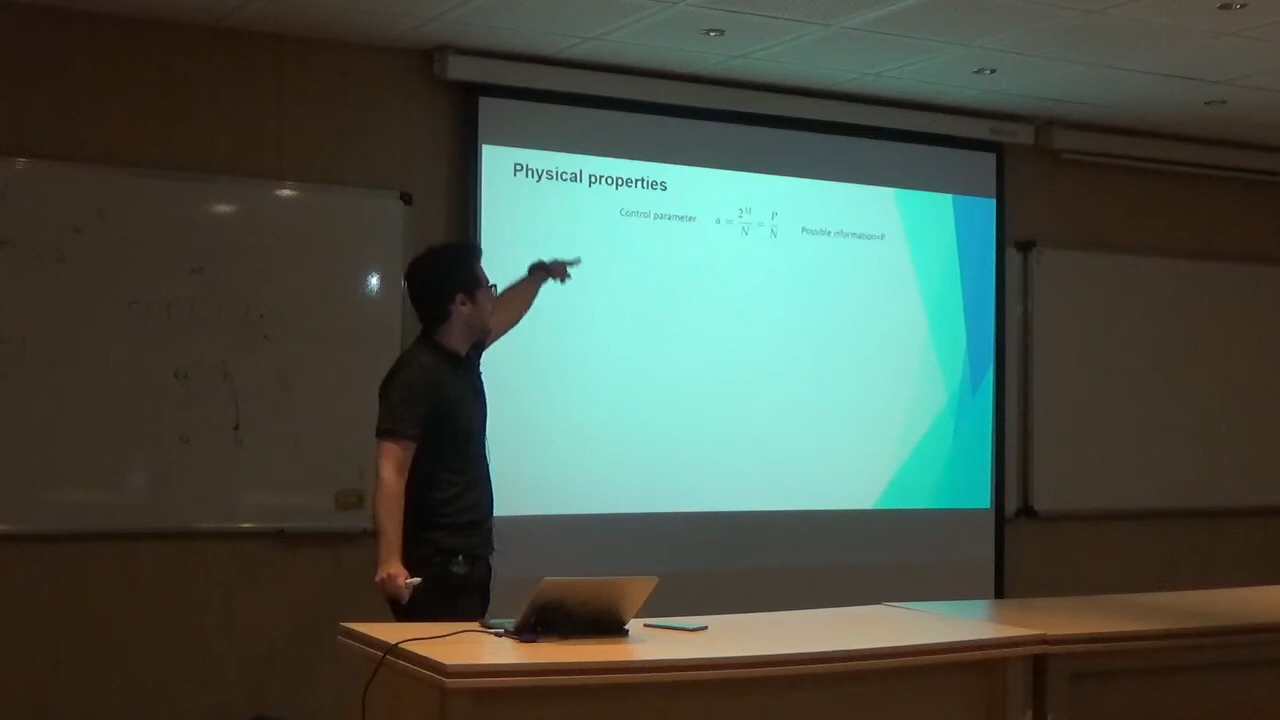 Physical properties
Control parameter α = 2^M/N = P/N Possible information=P